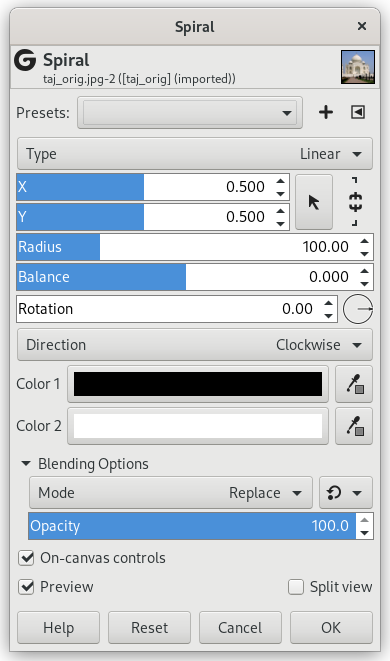 Spiral
Spiral
taj_orig.jpg-2 ([taj_orig] (imported))
Presets:
Type Linear
X 0.500
Y 0.500
Radius 100.00
Balance 0.000
Rotation 0.00
Direction Clockwise
Color 1
Color 2
Blending Options
Mode Replace
Opacity 100.0
On-canvas controls
Preview Split view
Help Reset Cancel OK